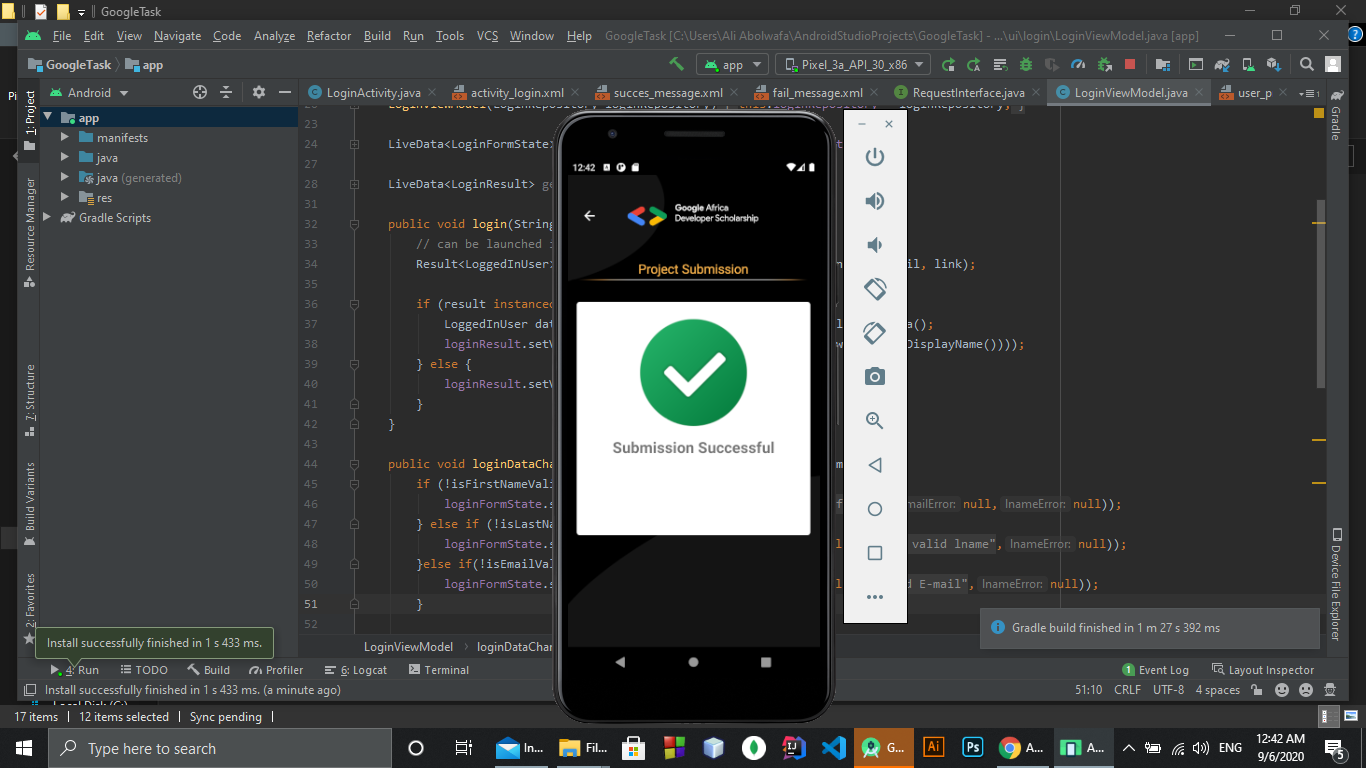 GoogleTask
File Edit View Navigate Code Analyze Refactor Build Run Tools VCS Window Help GoogleTask [C:\Users\Ali Abolwafa\AndroidStudioProjects\GoogleTask] - ...\ui\login\LoginViewModel.java [app]
GoogleTask app
app Pixel_3a_API_30_x86
Android
LoginActivity.java activity_login.xml succes_message.xml fail_message.xml RequestInterface.java LoginViewModel.java user_p
1: Project
Resource Manager
7: Structure
Build Variants
2: Favorites
Gradle
Device File Explorer
app
manifests
java
java (generated)
res
Gradle Scripts
23
24 LiveData<LoginFormState>
27
28 LiveData<LoginResult> ge
31
32 public void login(String
33 // can be launched
34 Result<LoggedInUser> il, link);
35
36 if (result instanceo
37 LoggedInUser dat a();
38 loginResult.setV DisplayName())));
39 } else {
40 loginResult.setV
41 }
42 }
43
44 public void loginDataCha
45 if (!isFirstNameVali
46 loginFormState.s mailError: null, lnameError: null));
47 } else if (!isLastNa
48 loginFormState.s valid lname", lnameError: null));
49 }else if(!isEmailVal
50 loginFormState.s E-mail", lnameError: null));
51 }
52
12:42
Google Africa
Developer Scholarship
Project Submission
Submission Successful
Install successfully finished in 1 s 433 ms.
Gradle build finished in 1 m 27 s 392 ms
LoginViewModel loginDataChan
4: Run TODO Build Profiler 6: Logcat Terminal 1 Event Log Layout Inspector
Install successfully finished in 1 s 433 ms. (a minute ago) 51:10 CRLF UTF-8 4 spaces
17 items 12 items selected Sync pending
Type here to search In... Fil... G... Ai Ps A... A... ENG 12:42 AM
9/6/2020 5